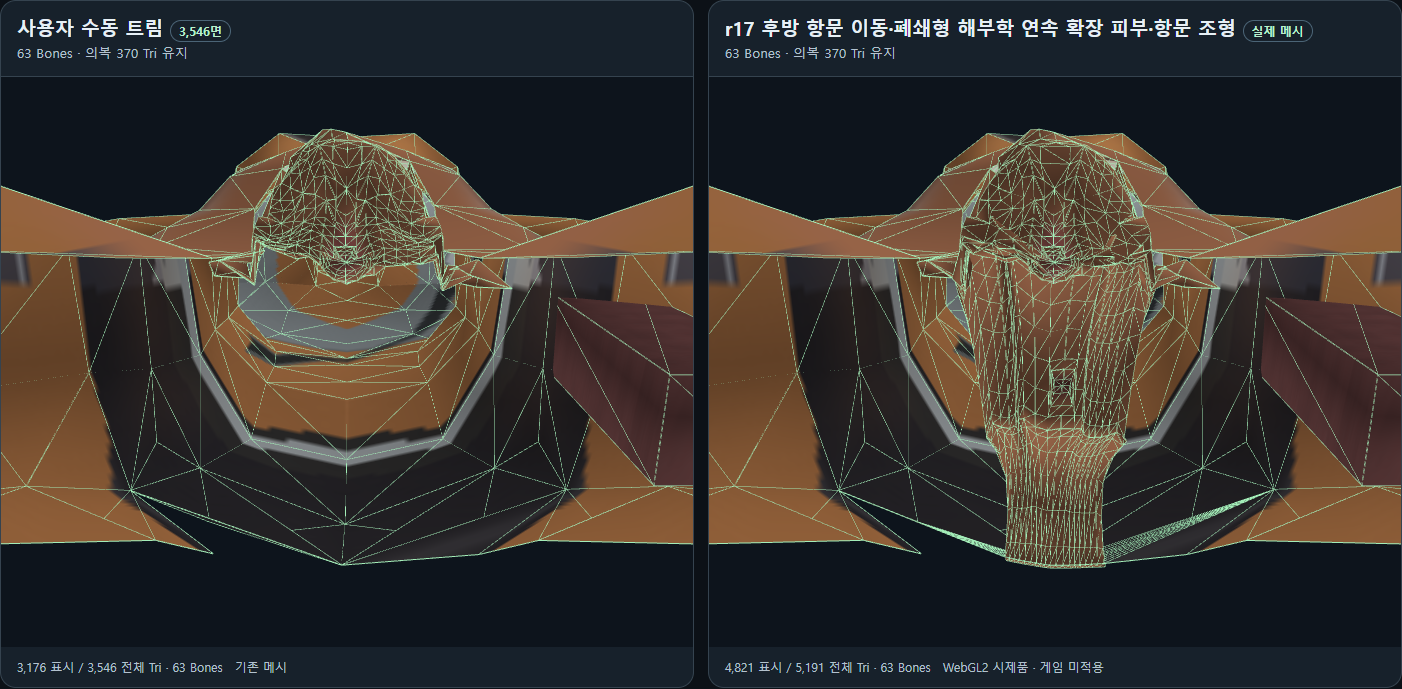 사용자 수동 트림 3,546면
63 Bones · 의복 370 Tri 유지
3,176 표시 / 3,546 전체 Tri · 63 Bones 기존 메시
r17 후방 항문 이동·폐쇄형 해부학 연속 확장 피부·항문 조형 실제 메시
63 Bones · 의복 370 Tri 유지
4,821 표시 / 5,191 전체 Tri · 63 Bones WebGL2 시제품 · 게임 미적용